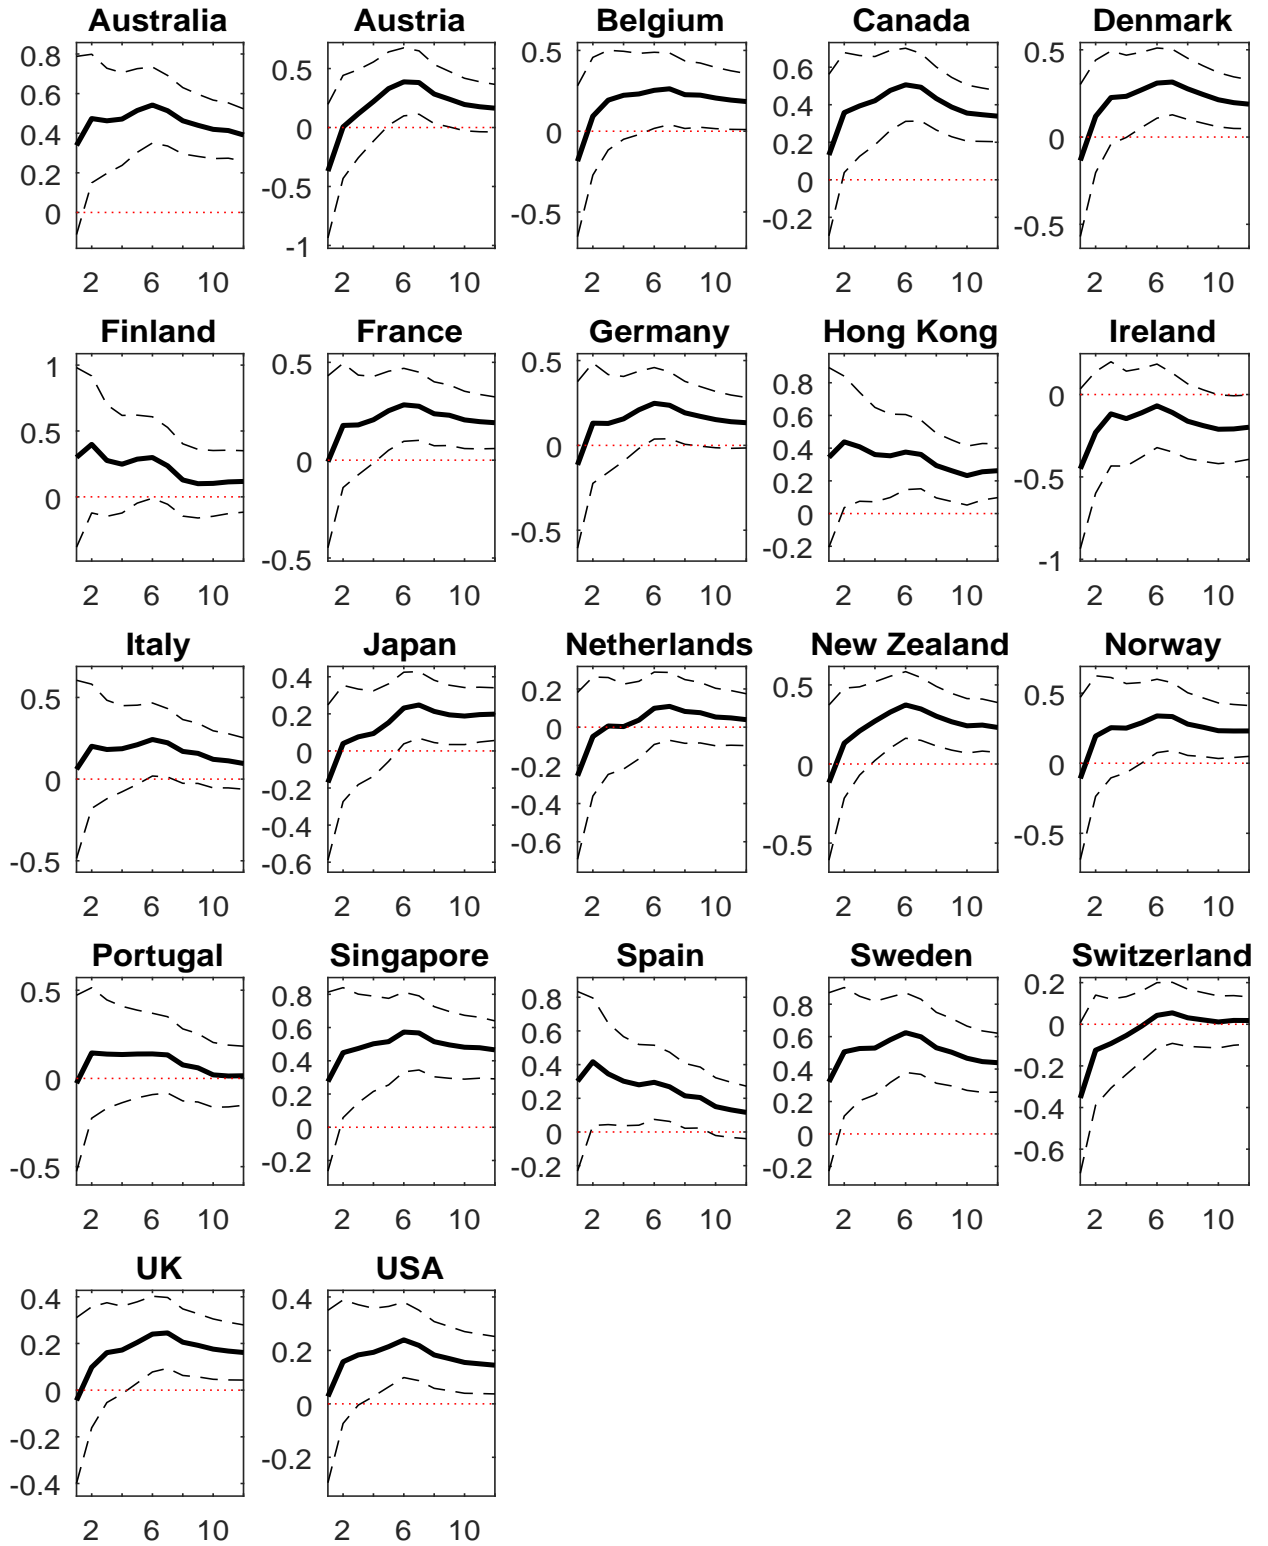 Australia Austria Belgium Canada Denmark
0.8 0.6 0.4 0.2 0
0.5 0 -0.5 -1
0.5 0 -0.5
0.6 0.4 0.2 0 -0.2
0.5 0 -0.5
2 6 10 2 6 10 2 6 10 2 6 10 2 6 10
Finland France Germany Hong Kong Ireland
1 0.5 0
0.5 0 -0.5
0.5 0 -0.5
0.8 0.6 0.4 0.2 0 -0.2
0 -0.5 -1
2 6 10 2 6 10 2 6 10 2 6 10 2 6 10
Italy Japan Netherlands New Zealand Norway
0.5 0 -0.5
0.4 0.2 0 -0.2 -0.4 -0.6
0.2 0 -0.2 -0.4 -0.6
0.5 0 -0.5
0.5 0 -0.5
2 6 10 2 6 10 2 6 10 2 6 10 2 6 10
Portugal Singapore Spain Sweden Switzerland
0.5 0 -0.5
0.8 0.6 0.4 0.2 0 -0.2
0.8 0.6 0.4 0.2 0 -0.2
0.8 0.6 0.4 0.2 0 -0.2
0.2 0 -0.2 -0.4 -0.6
2 6 10 2 6 10 2 6 10 2 6 10 2 6 10
UK USA
0.4 0.2 0 -0.2 -0.4
0.4 0.2 0 -0.2
2 6 10 2 6 10